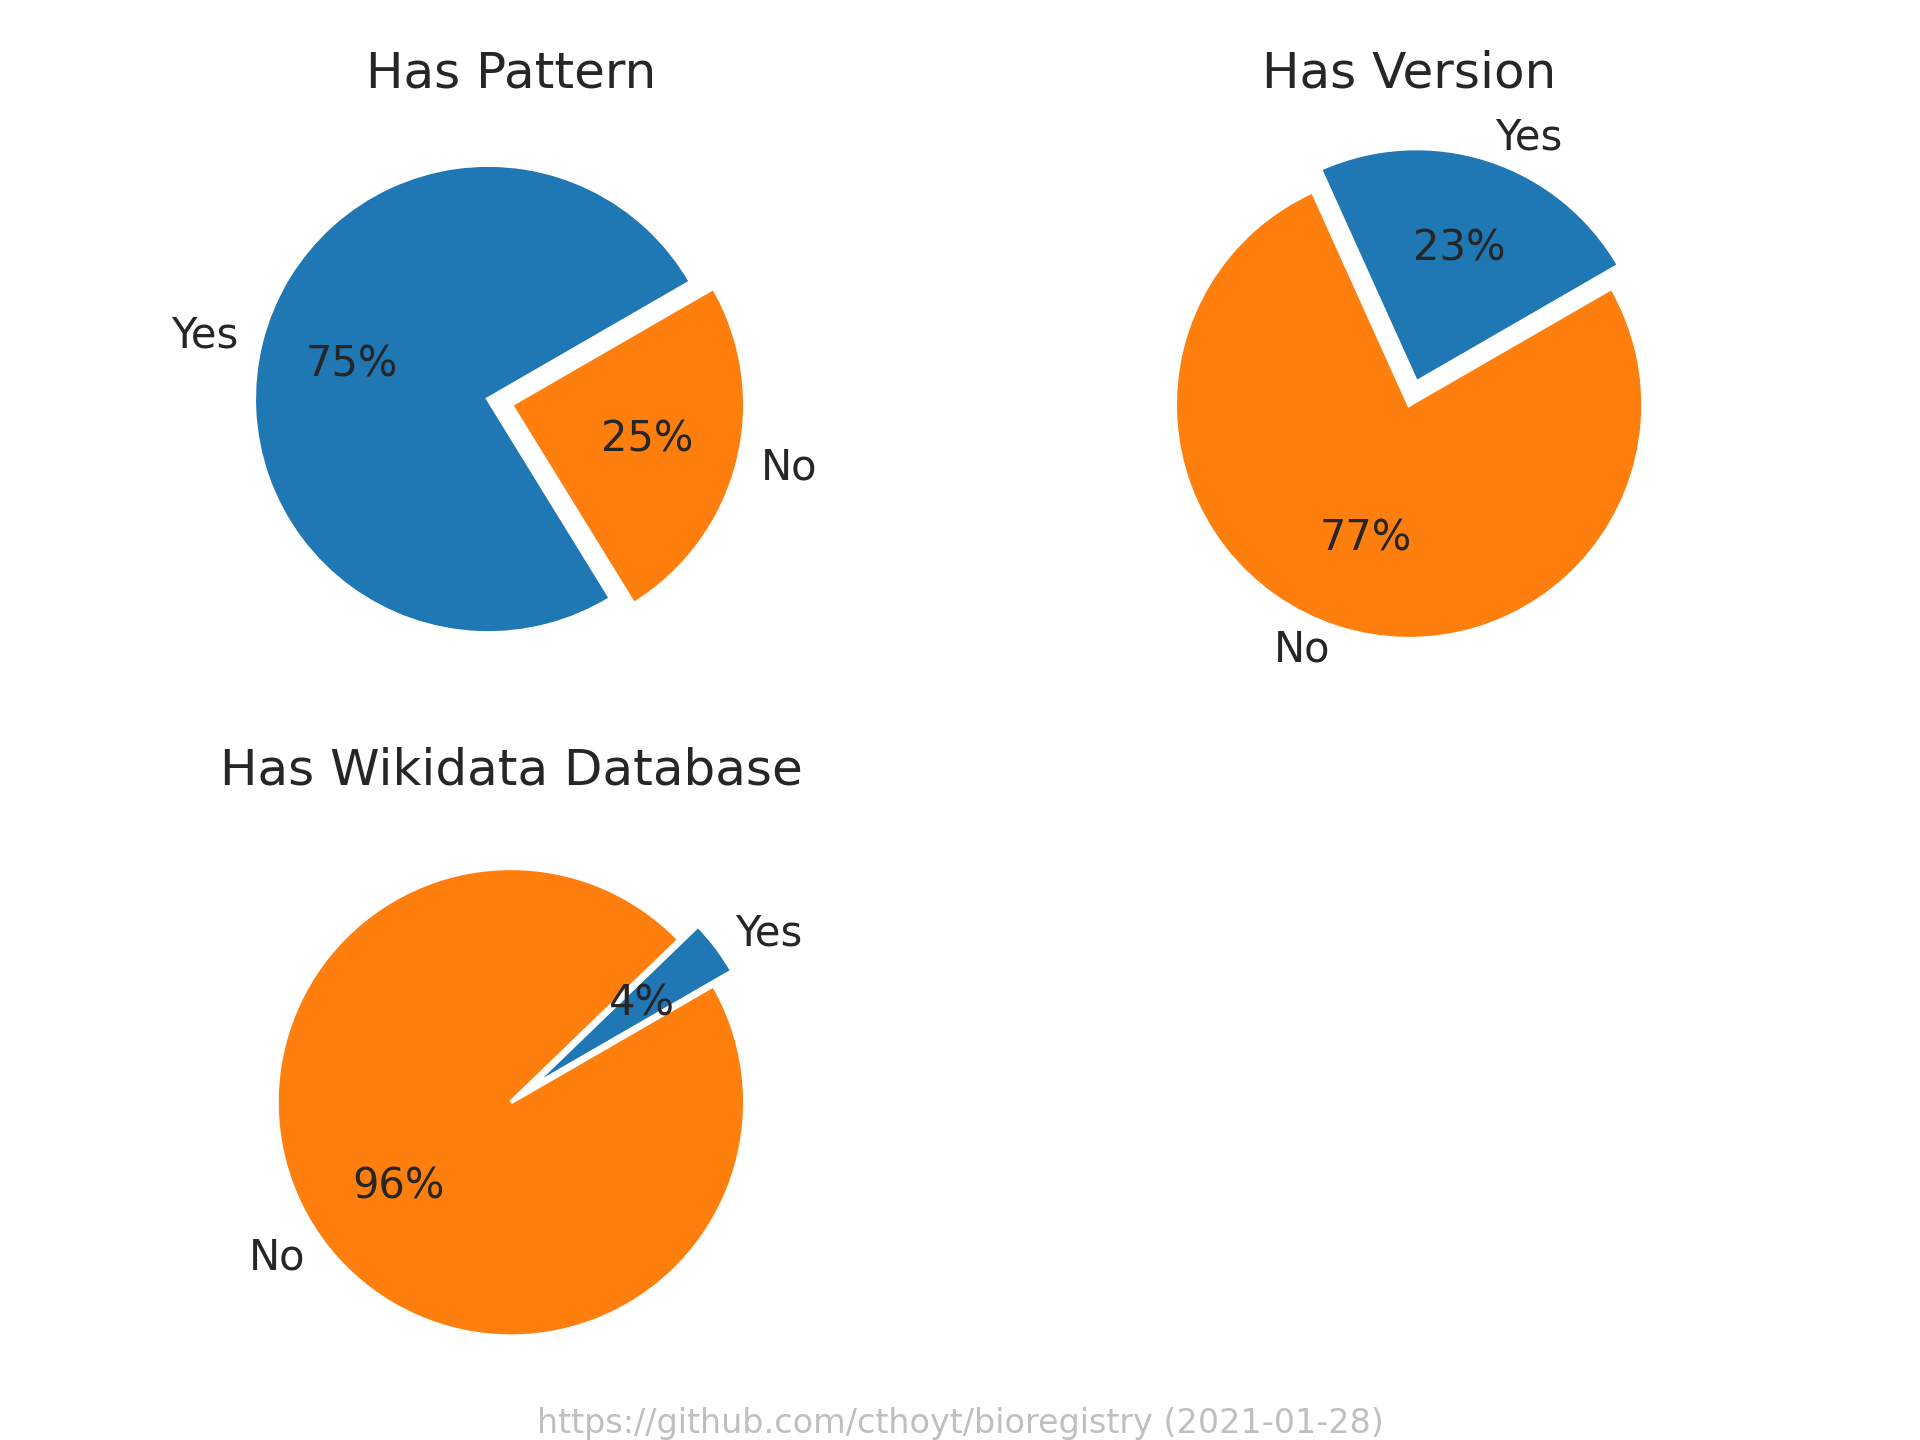 Has Pattern
Yes
75%
25%
No
Has Version
Yes
23%
77%
No
Has Wikidata Database
Yes
4%
96%
No
https://github.com/cthoyt/bioregistry (2021-01-28)